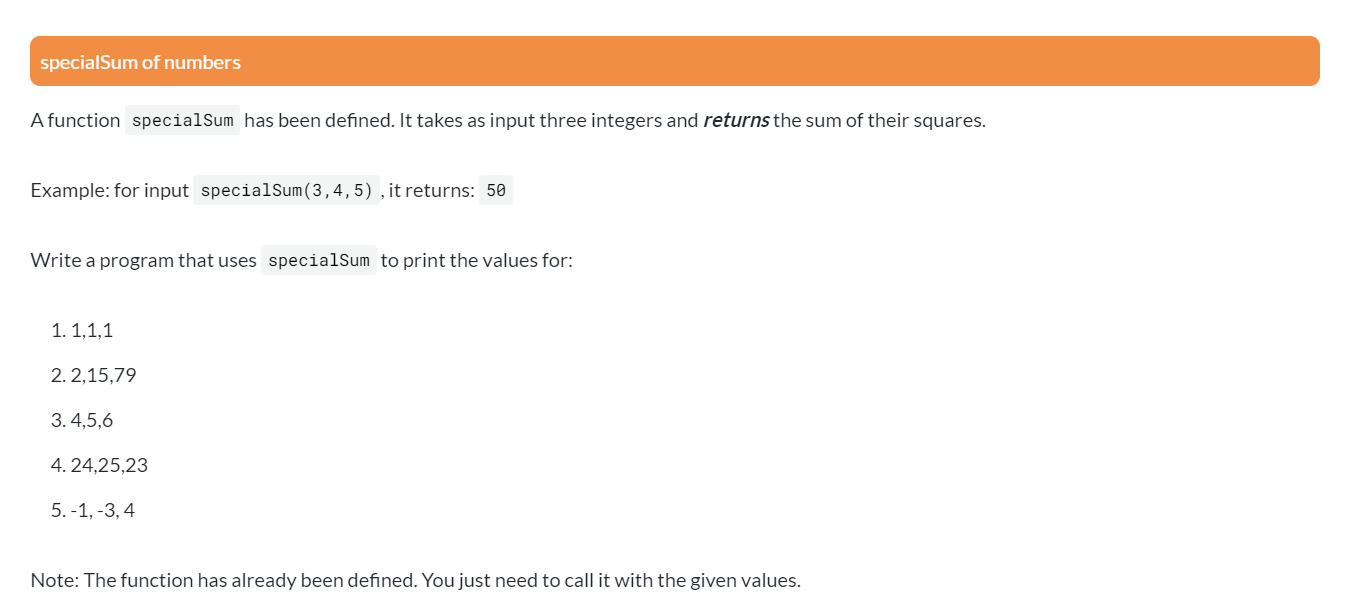 specialSum of numbers
A function specialSum has been defined. It takes as input three integers and returns the sum of their squares.
Example: for input specialSum(3,4,5) , it returns: 50
Write a program that uses specialSum to print the values for:
1. 1,1,1
2. 2,15,79
3. 4,5,6
4. 24,25,23
5. -1, -3, 4
Note: The function has already been defined. You just need to call it with the given values.